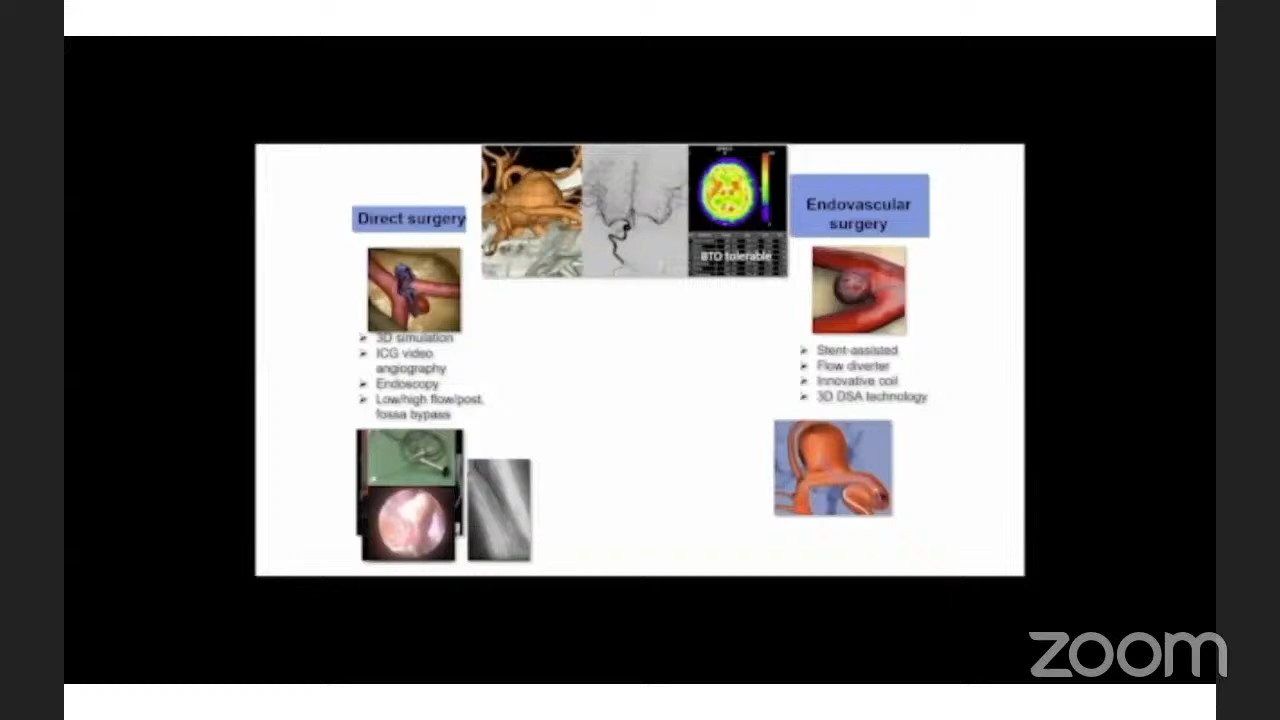 Direct surgery
3D simulation
ICG video
angiography
Endoscopy
Low/high flow/post.
fossa bypass
BTO tolerable
Endovascular
surgery
Stent-assisted
Flow diverter
Innovative coil
3D DSA technology
zoom